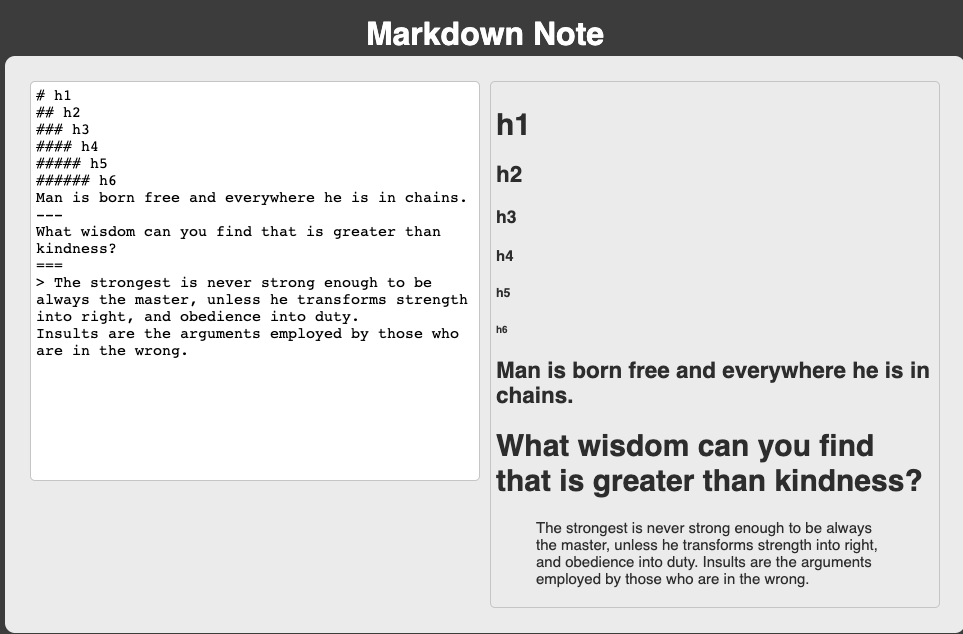 Markdown Note
# h1
## h2
### h3
#### h4
##### h5
###### h6
Man is born free and everywhere he is in chains.
---
What wisdom can you find that is greater than
kindness?
===
> The strongest is never strong enough to be
always the master, unless he transforms strength
into right, and obedience into duty.
Insults are the arguments employed by those who
are in the wrong.
h1
h2
h3
h4
h5
h6
Man is born free and everywhere he is in
chains.
What wisdom can you find
that is greater than kindness?
The strongest is never strong enough to be always
the master, unless he transforms strength into right,
and obedience into duty. Insults are the arguments
employed by those who are in the wrong.